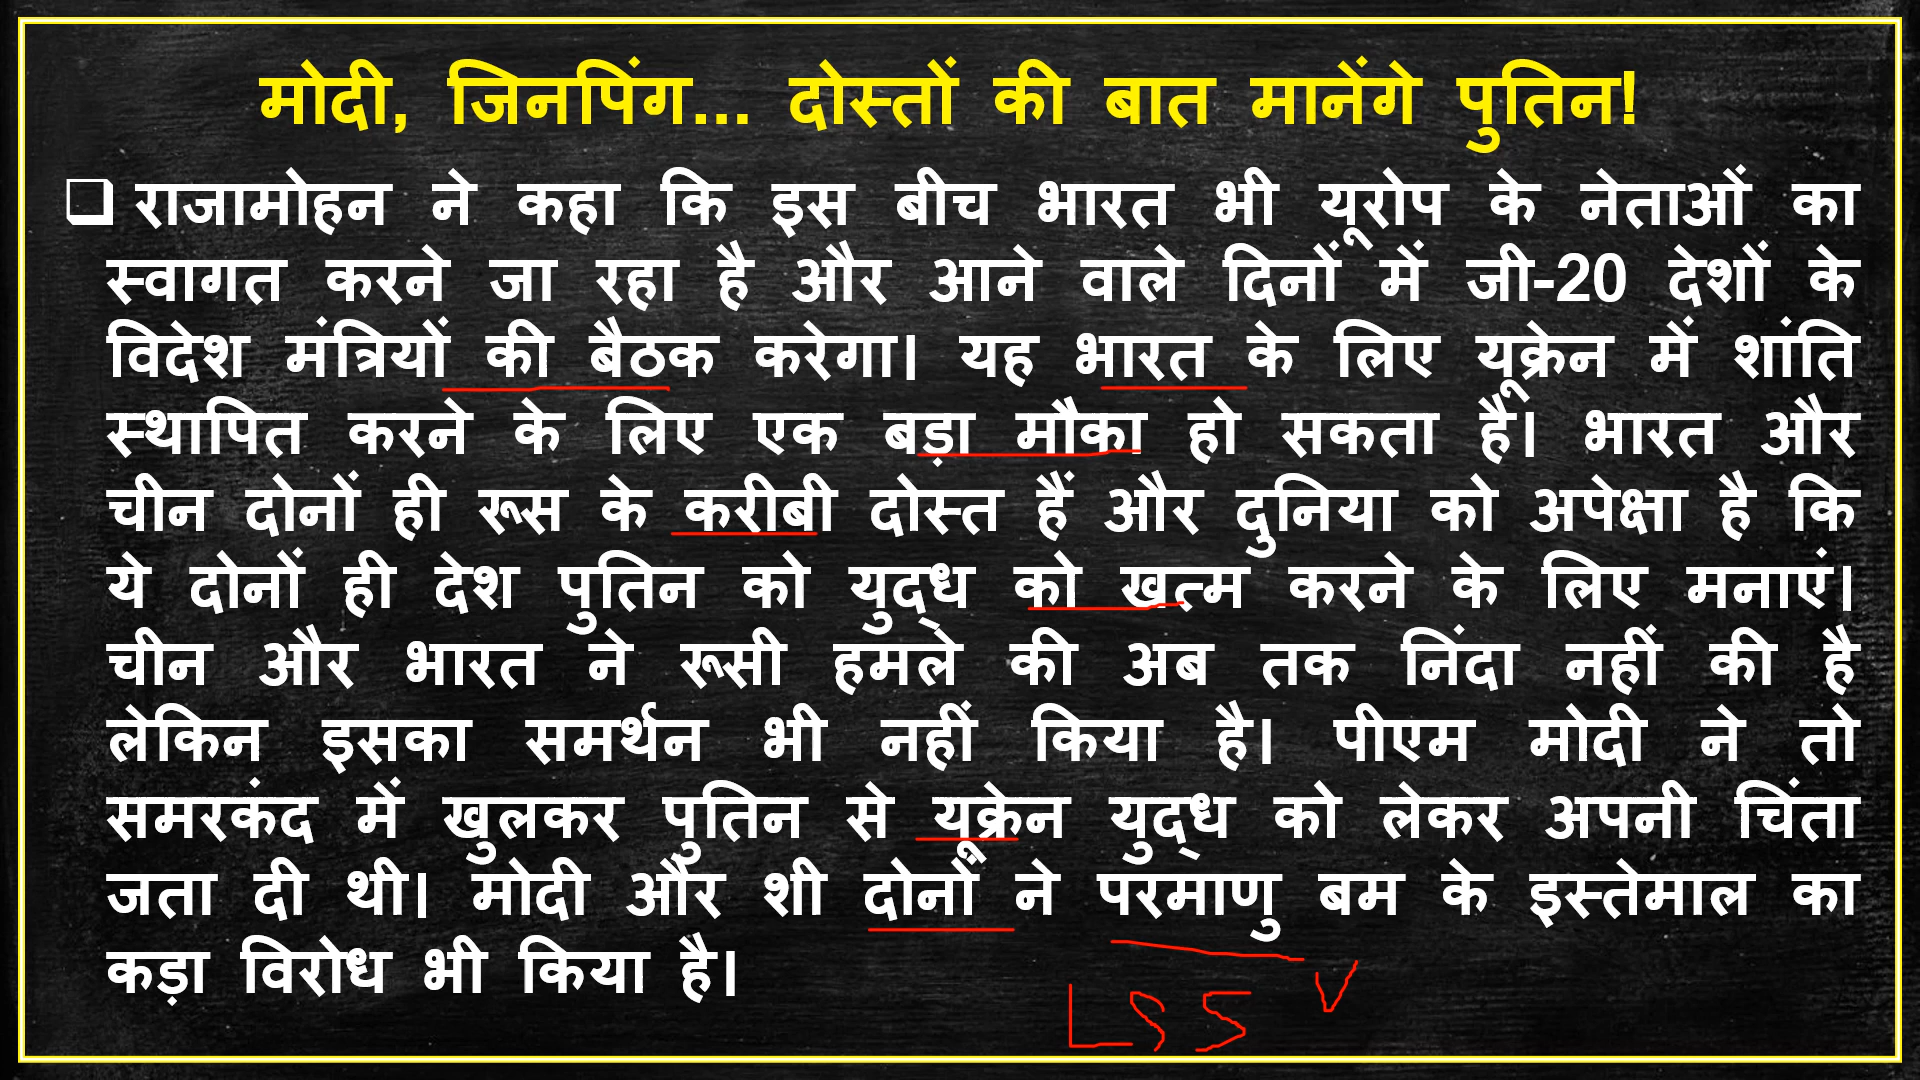 मोदी, जिनपिंग... दोस्तों की बात मानेंगे पुतिन!
❑ राजामोहन ने कहा कि इस बीच भारत भी यूरोप के नेताओं का
स्वागत करने जा रहा है और आने वाले दिनों में जी-20 देशों के
विदेश मंत्रियों की बैठक करेगा। यह भारत के लिए यूक्रेन में शांति
स्थापित करने के लिए एक बड़ा मौका हो सकता है। भारत और
चीन दोनों ही रूस के करीबी दोस्त हैं और दुनिया को अपेक्षा है कि
ये दोनों ही देश पुतिन को युद्ध को खत्म करने के लिए मनाएं।
चीन और भारत ने रूसी हमले की अब तक निंदा नहीं की है
लेकिन इसका समर्थन भी नहीं किया है। पीएम मोदी ने तो
समरकंद में खुलकर पुतिन से यूक्रेन युद्ध को लेकर अपनी चिंता
जता दी थी। मोदी और शी दोनों ने परमाणु बम के इस्तेमाल का
कड़ा विरोध भी किया है।